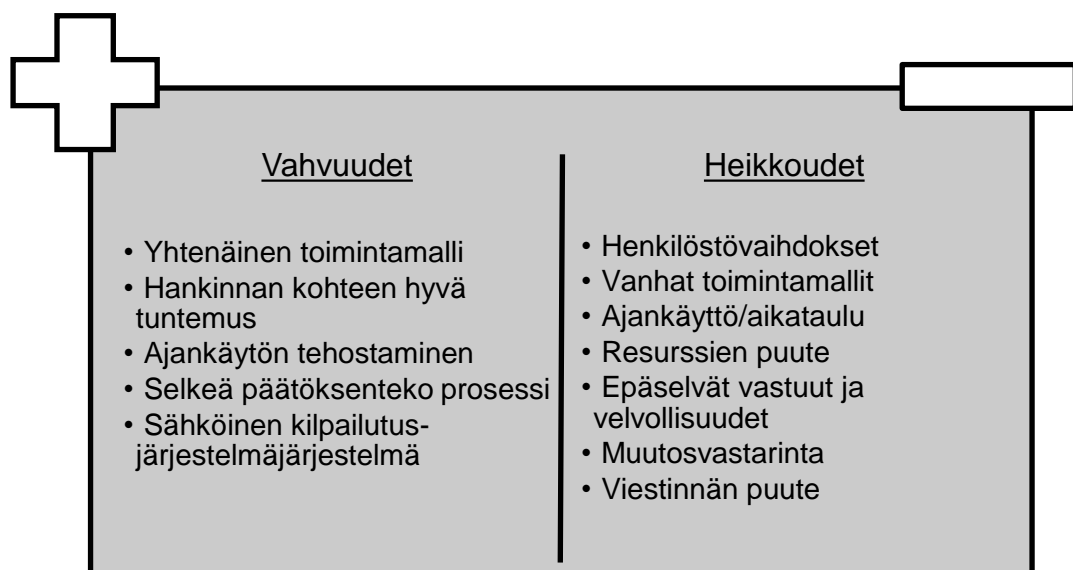 Vahvuudet
• Yhtenäinen toimintamalli
• Hankinnan kohteen hyvä
tuntemus
• Ajankäytön tehostaminen
• Selkeä päätöksenteko prosessi
• Sähköinen kilpailutus-
järjestelmäjärjestelmä
Heikkoudet
• Henkilöstövaihdokset
• Vanhat toimintamallit
• Ajankäyttö/aikataulu
• Resurssien puute
• Epäselvät vastuut ja
velvollisuudet
• Muutosvastarinta
• Viestinnän puute